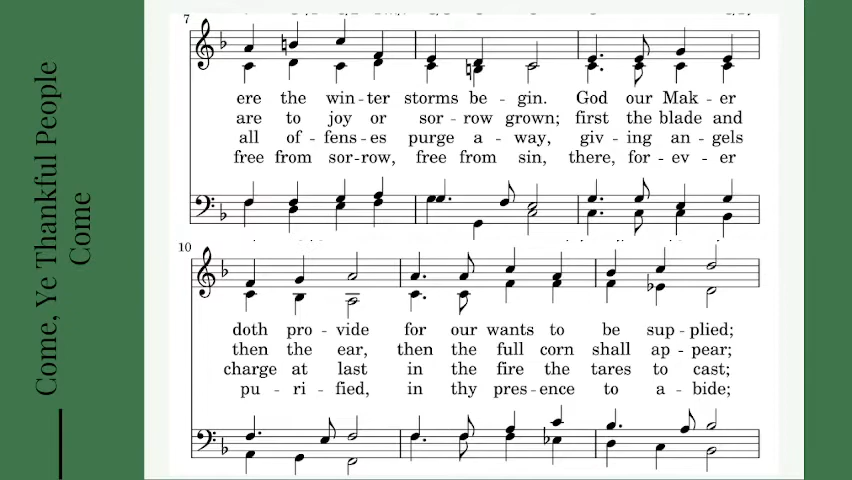 Come, Ye Thankful People
Come
7
ere the win - ter storms be - gin. God our Mak - er
are to joy or sor - row grown; first the blade and
all of - fens - es purge a - way, giv - ing an - gels
free from sor - row, free from sin, there, for - ev - er
10
doth pro - vide for our wants to be sup - plied;
then the ear, then the full corn shall ap - pear;
charge at last in the fire the tares to cast;
pu - ri - fied, in thy pres - ence to a - bide;